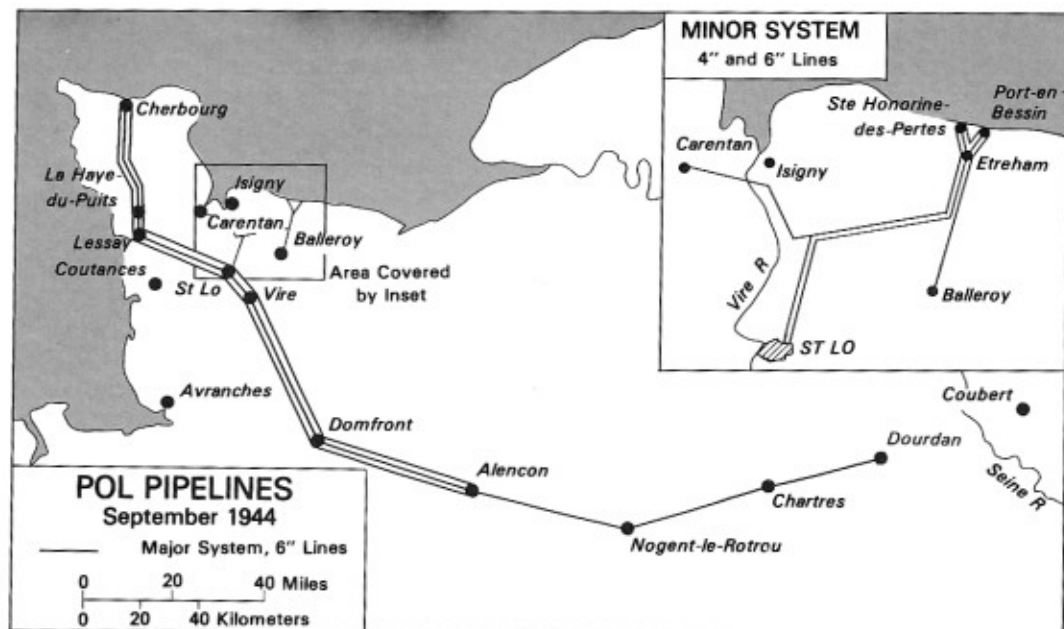 Cherbourg
La Haye-
du-Puits
Lessay
Coutances
Isigny
Carentan
Balleroy
St Lo
Vire
Area Covered
by Inset
Avranches
Domfront
Alencon
Nogent-le-Rotrou
Chartres
Dourdan
Coubert
Seine R
MINOR SYSTEM
4" and 6" Lines
Ste Honorine-
des-Pertes
Port-en-
Bessin
Carentan
Isigny
Etreham
Vire R
Balleroy
ST LO
POL PIPELINES
September 1944
Major System, 6" Lines
0 20 40 Miles
0 20 40 Kilometers